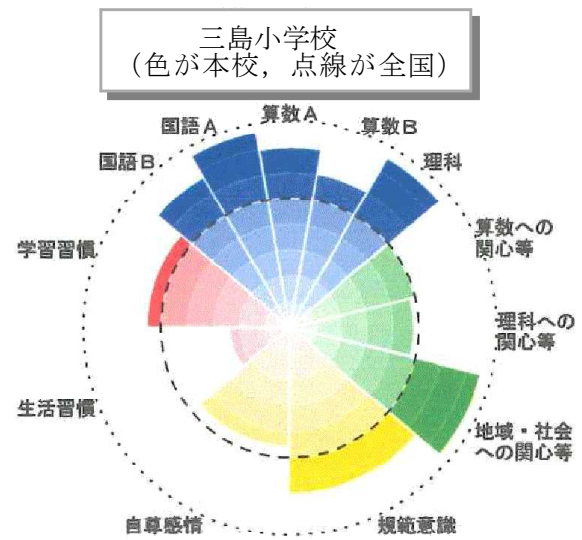 三島小学校
（色が本校，点線が全国）
算数A
国語A
算数B
国語B
理科
学習習慣
算数への
関心等
理科への
関心等
生活習慣
地域・社会
への関心等
自尊感情
規範意識